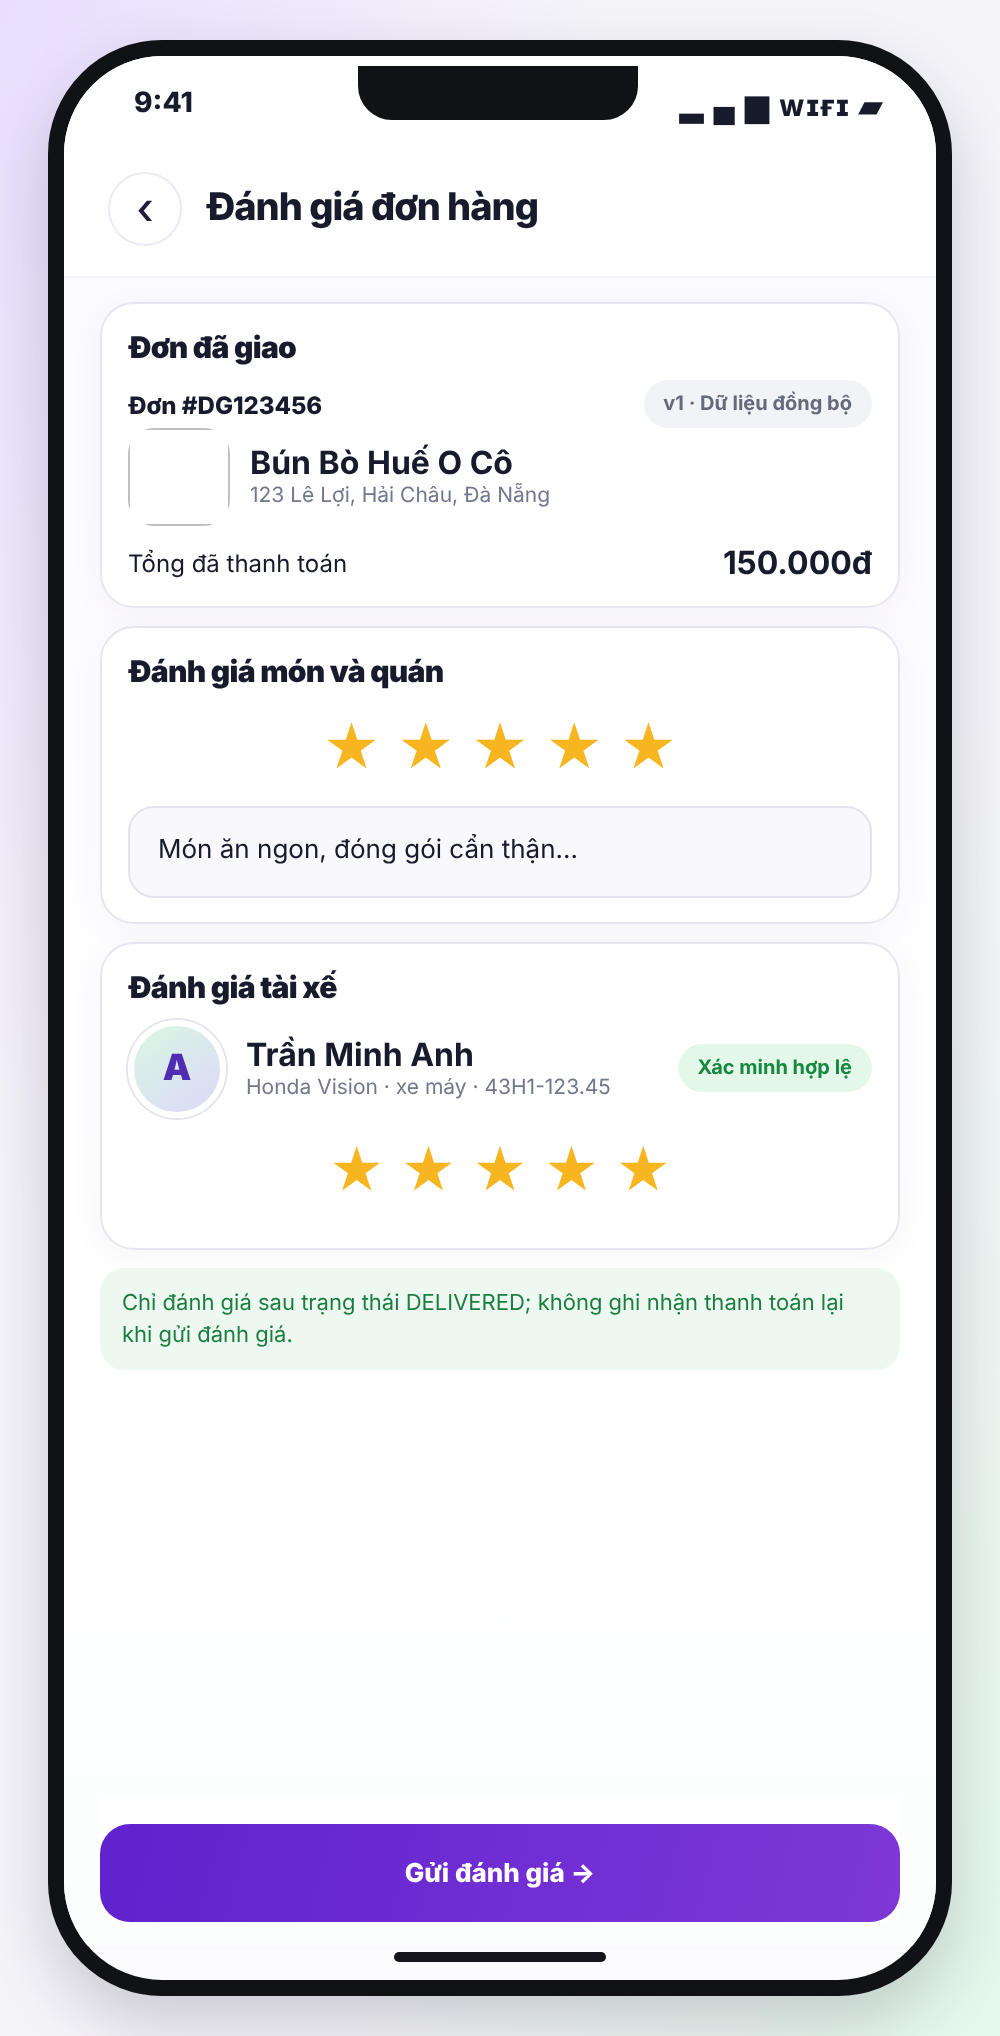 9:41
WIFI
‹ Đánh giá đơn hàng
Đơn đã giao
Đơn #DG123456
v1 · Dữ liệu đồng bộ
Bún Bò Huế O Cô
123 Lê Lợi, Hải Châu, Đà Nẵng
Tổng đã thanh toán
150.000đ
Đánh giá món và quán
★ ★ ★ ★ ★
Món ăn ngon, đóng gói cẩn thận...
Đánh giá tài xế
A
Trần Minh Anh
Honda Vision · xe máy · 43H1-123.45
Xác minh hợp lệ
★ ★ ★ ★ ★
Chỉ đánh giá sau trạng thái DELIVERED; không ghi nhận thanh toán lại
khi gửi đánh giá.
Gửi đánh giá →